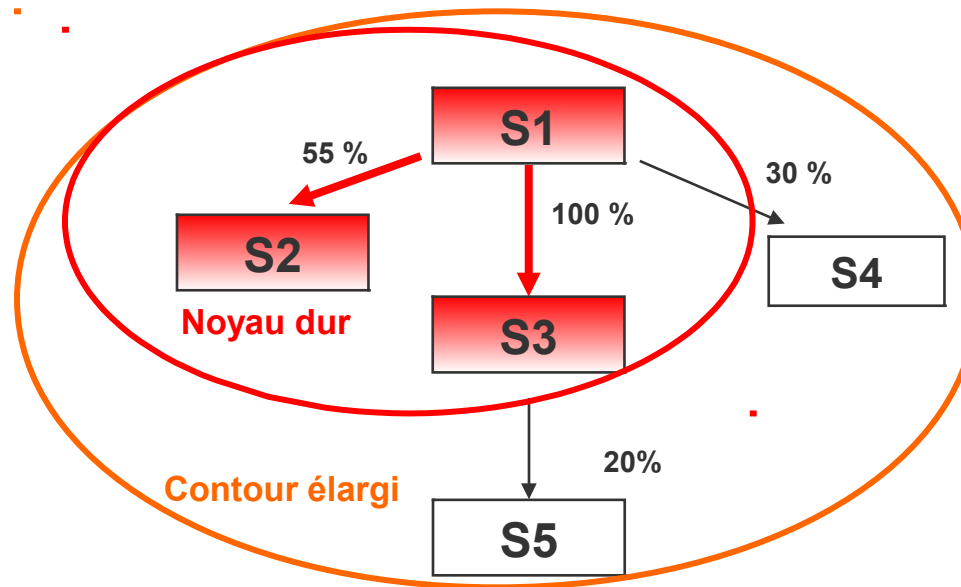 S1
55 %
30 %
100 %
S2
S4
Noyau dur
S3
20%
Contour élargi
S5